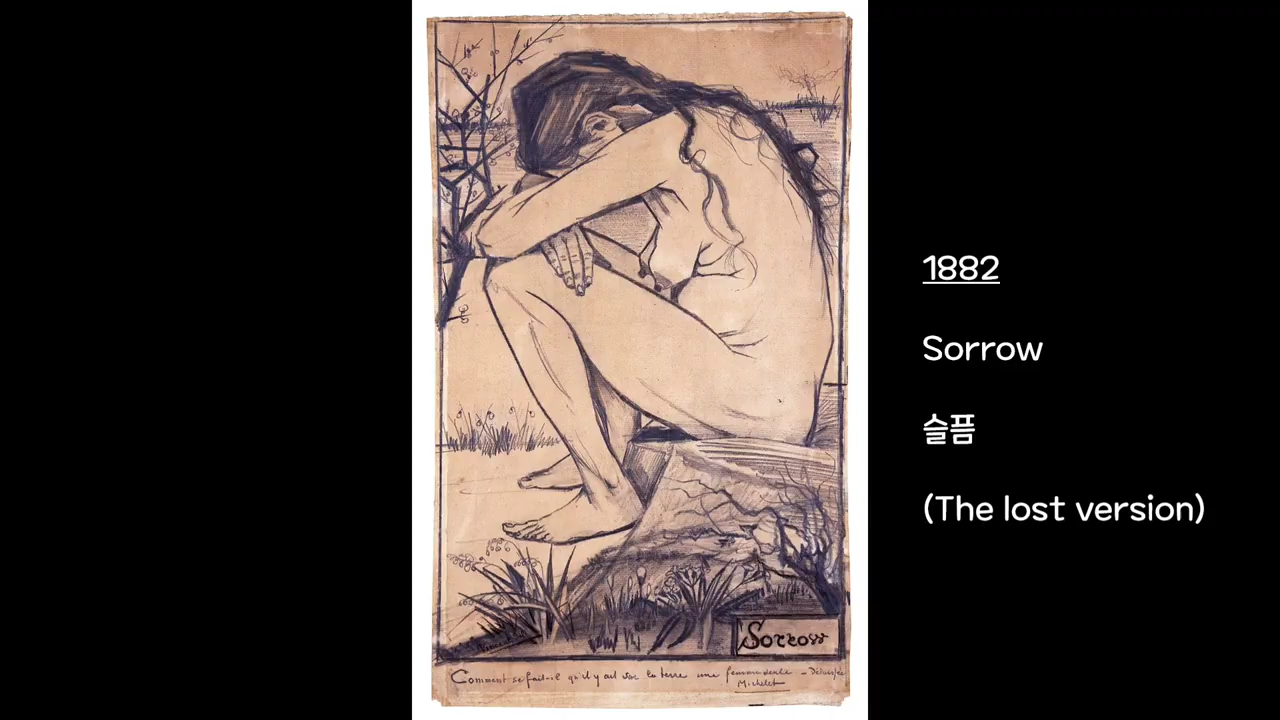 1882
Sorrow
슬픔
(The lost version)
Sorrow
Comment se fait-il qu'il y ait sur la terre une femme seule
Michelet